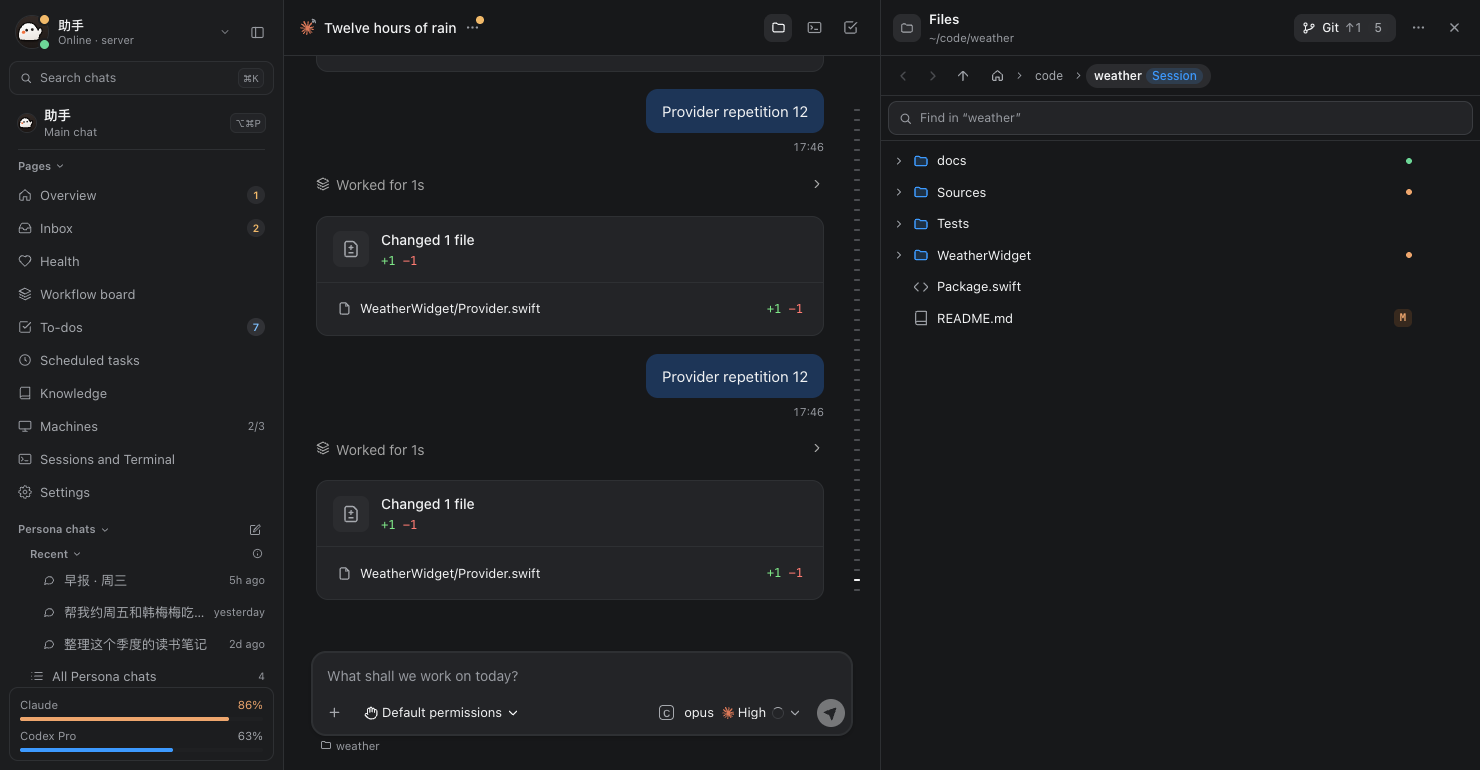 助手
Online · server
Search chats
⌘K
助手
Main chat
⌥⌘P
Pages
Overview
1
Inbox
2
Health
Workflow board
To-dos
7
Scheduled tasks
Knowledge
Machines
2/3
Sessions and Terminal
Settings
Persona chats
Recent
早报 · 周三
5h ago
帮我约周五和韩梅梅吃...
yesterday
整理这个季度的读书笔记
2d ago
All Persona chats
4
Claude
86%
Codex Pro
63%
Twelve hours of rain
Provider repetition 12
17:46
Worked for 1s
Changed 1 file
+1 −1
WeatherWidget/Provider.swift
+1 −1
Provider repetition 12
17:46
Worked for 1s
Changed 1 file
+1 −1
WeatherWidget/Provider.swift
+1 −1
What shall we work on today?
Default permissions
C opus High
weather
Files
~/code/weather
Git ↑1 5
code
weather Session
Find in “weather”
docs
Sources
Tests
WeatherWidget
Package.swift
README.md
M